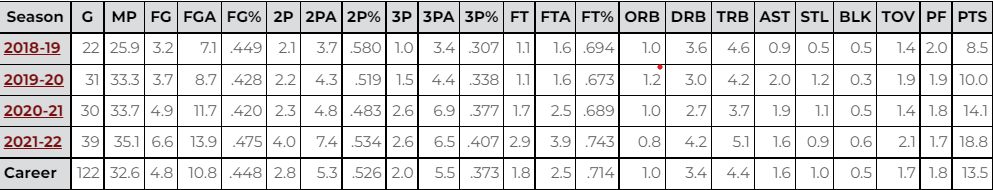 Season G MP FG FGA FG% 2P 2PA 2P% 3P 3PA 3P% FT FTA FT% ORB DRB TRB AST STL BLK TOV PF PTS
2018-19 22 25.9 3.2 7.1 .449 2.1 3.7 .580 1.0 3.4 .307 1.1 1.6 .694 1.0 3.6 4.6 0.9 0.5 0.5 1.4 2.0 8.5
2019-20 31 33.3 3.7 8.7 .428 2.2 4.3 .519 1.5 4.4 .338 1.1 1.6 .673 1.2 3.0 4.2 2.0 1.2 0.3 1.9 1.9 10.0
2020-21 30 33.7 4.9 11.7 .420 2.3 4.8 .483 2.6 6.9 .377 1.7 2.5 .689 1.0 2.7 3.7 1.9 1.1 0.5 1.4 1.8 14.1
2021-22 39 35.1 6.6 13.9 .475 4.0 7.4 .534 2.6 6.5 .407 2.9 3.9 .743 0.8 4.2 5.1 1.6 0.9 0.6 2.1 1.7 18.8
Career 122 32.6 4.8 10.8 .448 2.8 5.3 .526 2.0 5.5 .373 1.8 2.5 .714 1.0 3.4 4.4 1.6 1.0 0.5 1.7 1.8 13.5